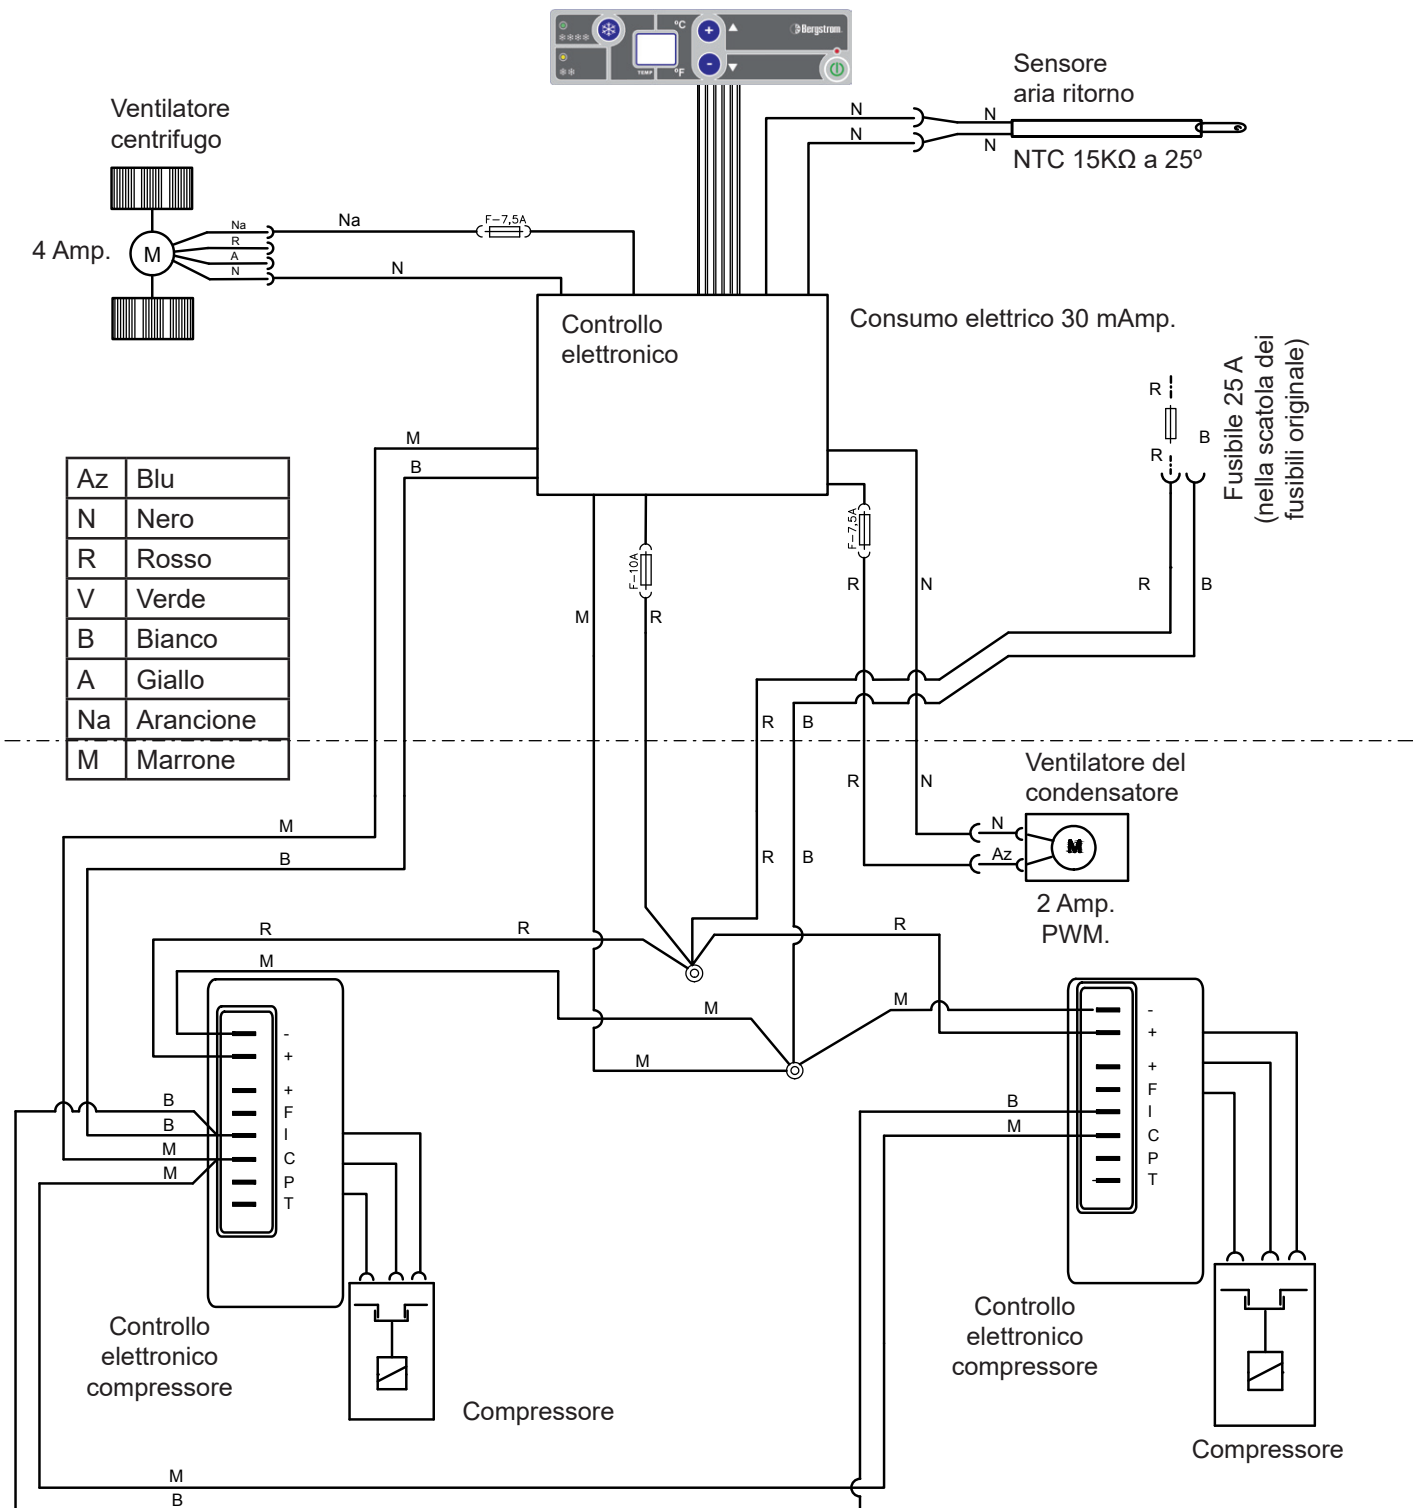 °C
Bergstrom
TEMP
°F
Sensore
aria ritorno
N
N
N
N
NTC 15KΩ a 25º
Ventilatore
centrifugo
Na
R
A
N
Na
F-7,5A
N
4 Amp.
M
Controllo
elettronico
Consumo elettrico 30 mAmp.
R
R
B
Fusibile 25 A
(nella scatola dei
fusibili originale)
Az Blu
N Nero
R Rosso
V Verde
B Bianco
A Giallo
Na Arancione
M Marrone
M
B
F-10A
F-7,5A
M
R
R
N
R
B
R
B
R
N
M
B
R
B
Ventilatore del
condensatore
N
Az
M
2 Amp.
PWM.
R
R
R
M
M
M
M
-
+
+
F
I
C
P
T
B
B
M
M
-
+
+
F
I
C
P
T
B
M
Controllo
elettronico
compressore
Compressore
Controllo
elettronico
compressore
Compressore
M
B